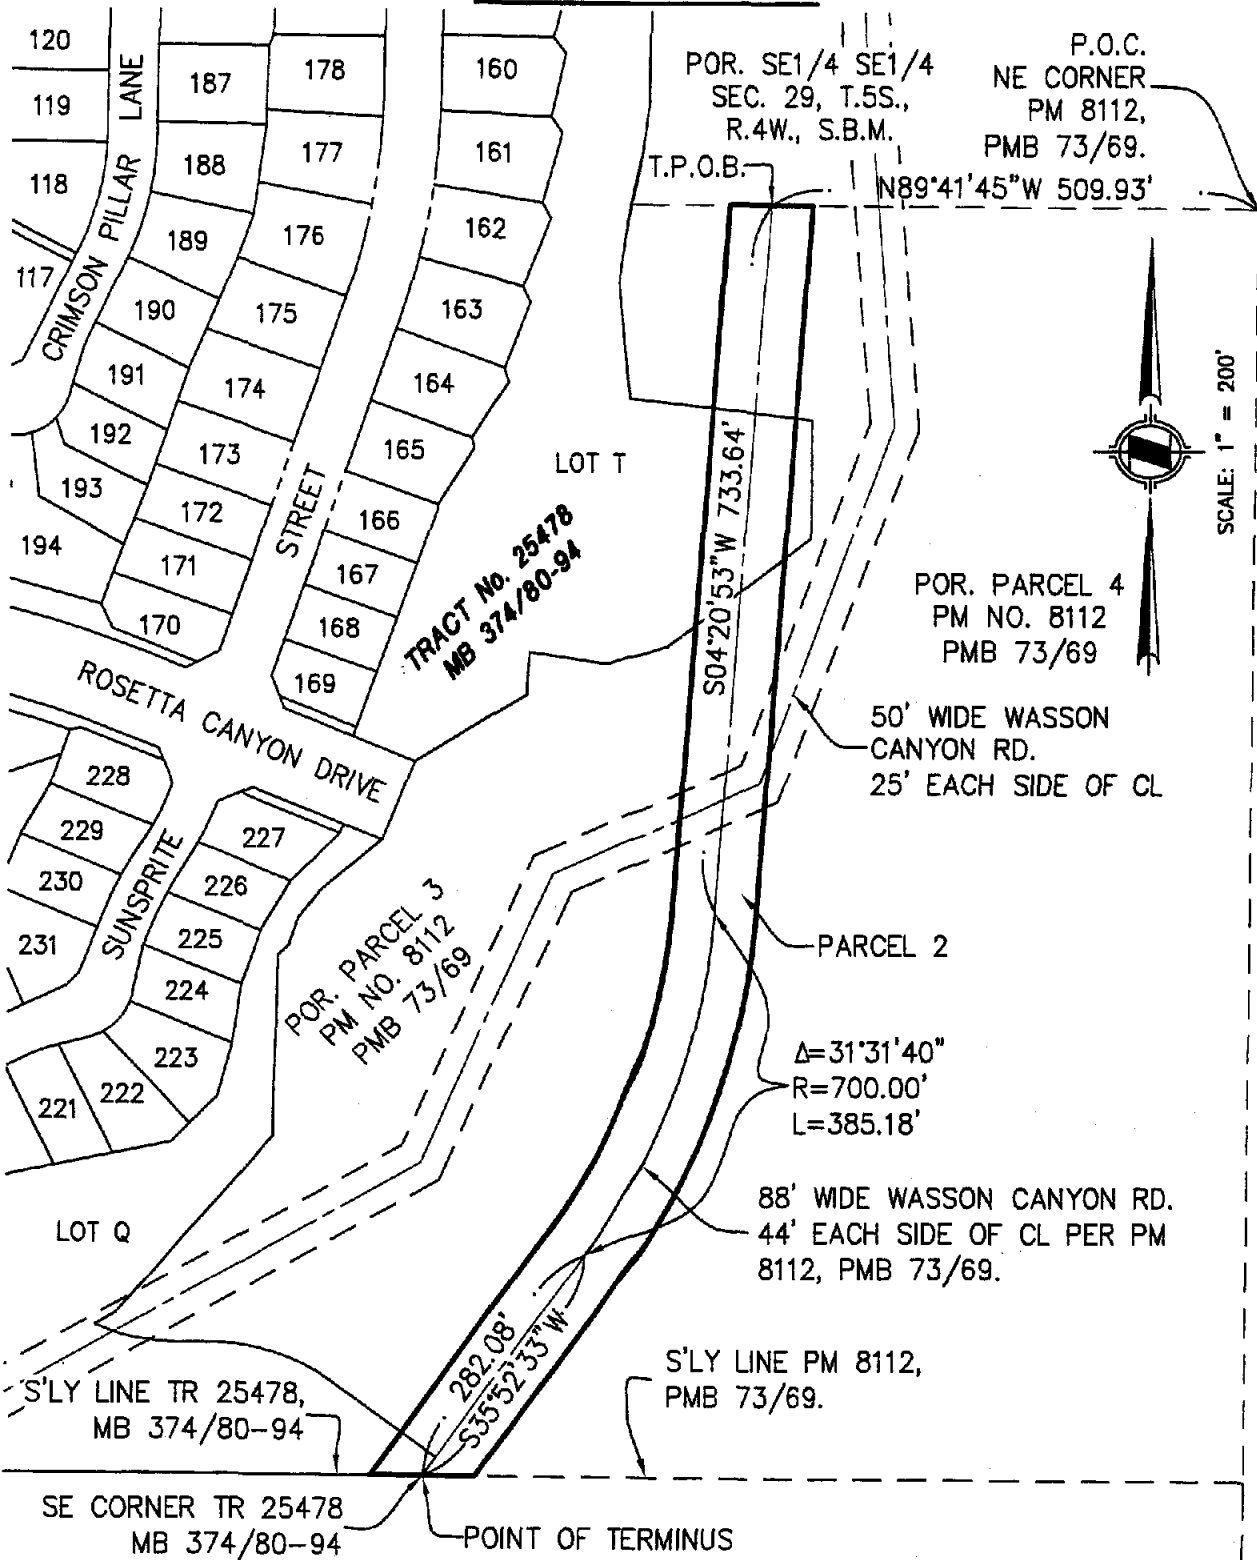 120
119
118
117
CRIMSON PILLAR LANE
187
188
189
190
191
192
193
194
178
177
176
175
174
173
172
171
170
STREET
160
161
162
163
164
165
166
167
168
169
POR. SE1/4 SE1/4
SEC. 29, T.5S.,
R.4W., S.B.M.
T.P.O.B.
P.O.C.
NE CORNER
PM 8112,
PMB 73/69.
N89°41'45"W 509.93'
SCALE: 1" = 200'
LOT T
TRACT No. 25478
MB 374/80-94
S04°20'53"W 733.64'
POR. PARCEL 4
PM NO. 8112
PMB 73/69
50' WIDE WASSON
CANYON RD.
25' EACH SIDE OF CL
ROSETTA CANYON DRIVE
228
229
230
231
SUNSPRITE
227
226
225
224
223
222
221
POR. PARCEL 3
PM NO. 8112
PMB 73/69
PARCEL 2
Δ=31°31'40"
R=700.00'
L=385.18'
88' WIDE WASSON CANYON RD.
44' EACH SIDE OF CL PER PM
8112, PMB 73/69.
LOT Q
282.08'
S35°52'33"W
S'LY LINE PM 8112,
PMB 73/69.
S'LY LINE TR 25478,
MB 374/80-94
SE CORNER TR 25478
MB 374/80-94
POINT OF TERMINUS